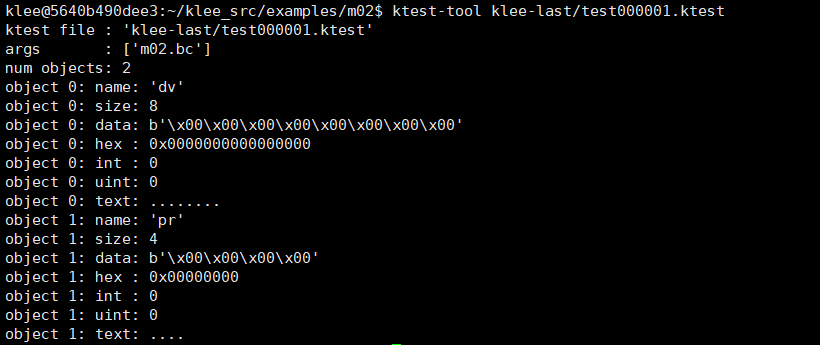 klee@5640b490dee3:~/klee_src/examples/m02$ ktest-tool klee-last/test000001.ktest
ktest file : 'klee-last/test000001.ktest'
args       : ['m02.bc']
num objects: 2
object 0: name: 'dv'
object 0: size: 8
object 0: data: b'\x00\x00\x00\x00\x00\x00\x00\x00'
object 0: hex : 0x0000000000000000
object 0: int : 0
object 0: uint: 0
object 0: text: ........
object 1: name: 'pr'
object 1: size: 4
object 1: data: b'\x00\x00\x00\x00'
object 1: hex : 0x00000000
object 1: int : 0
object 1: uint: 0
object 1: text: ....